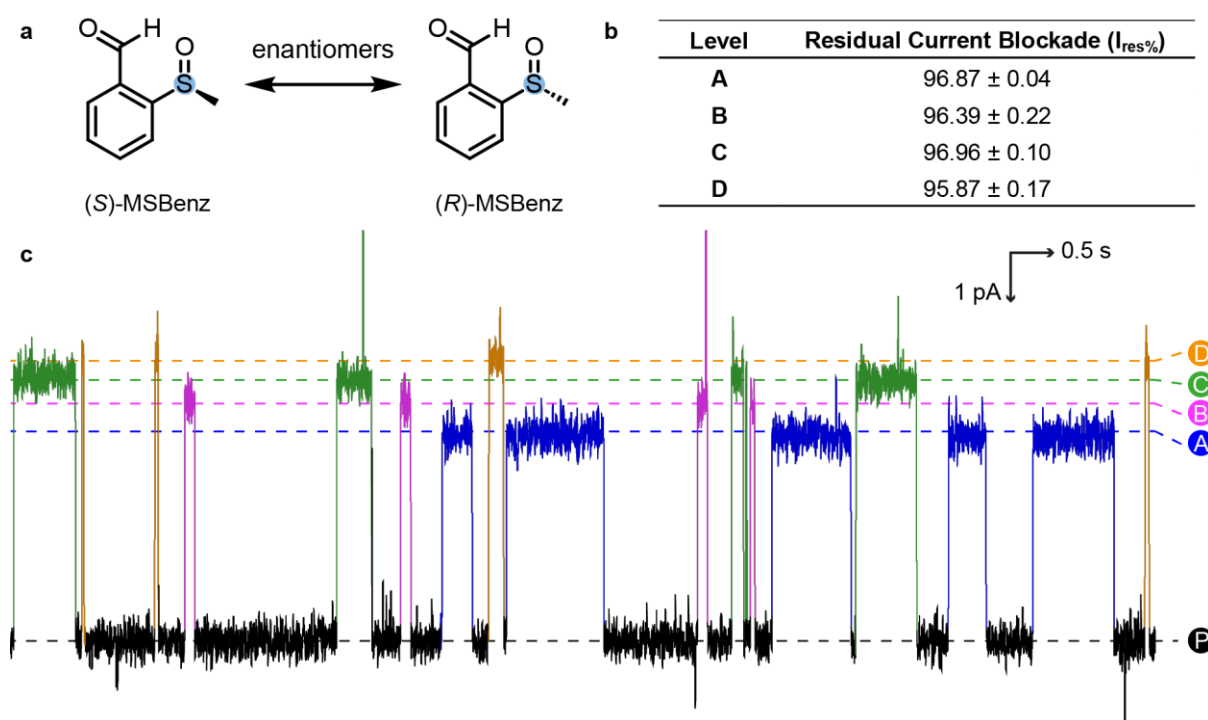 a
O
H
O
S
enantiomers
O
H
O
S
(S)-MSBenz
(R)-MSBenz
b
Level Residual Current Blockade (Ires%)
A 96.87 ± 0.04
B 96.39 ± 0.22
C 96.96 ± 0.10
D 95.87 ± 0.17
c
0.5 s
1 pA
D
C
B
A
P